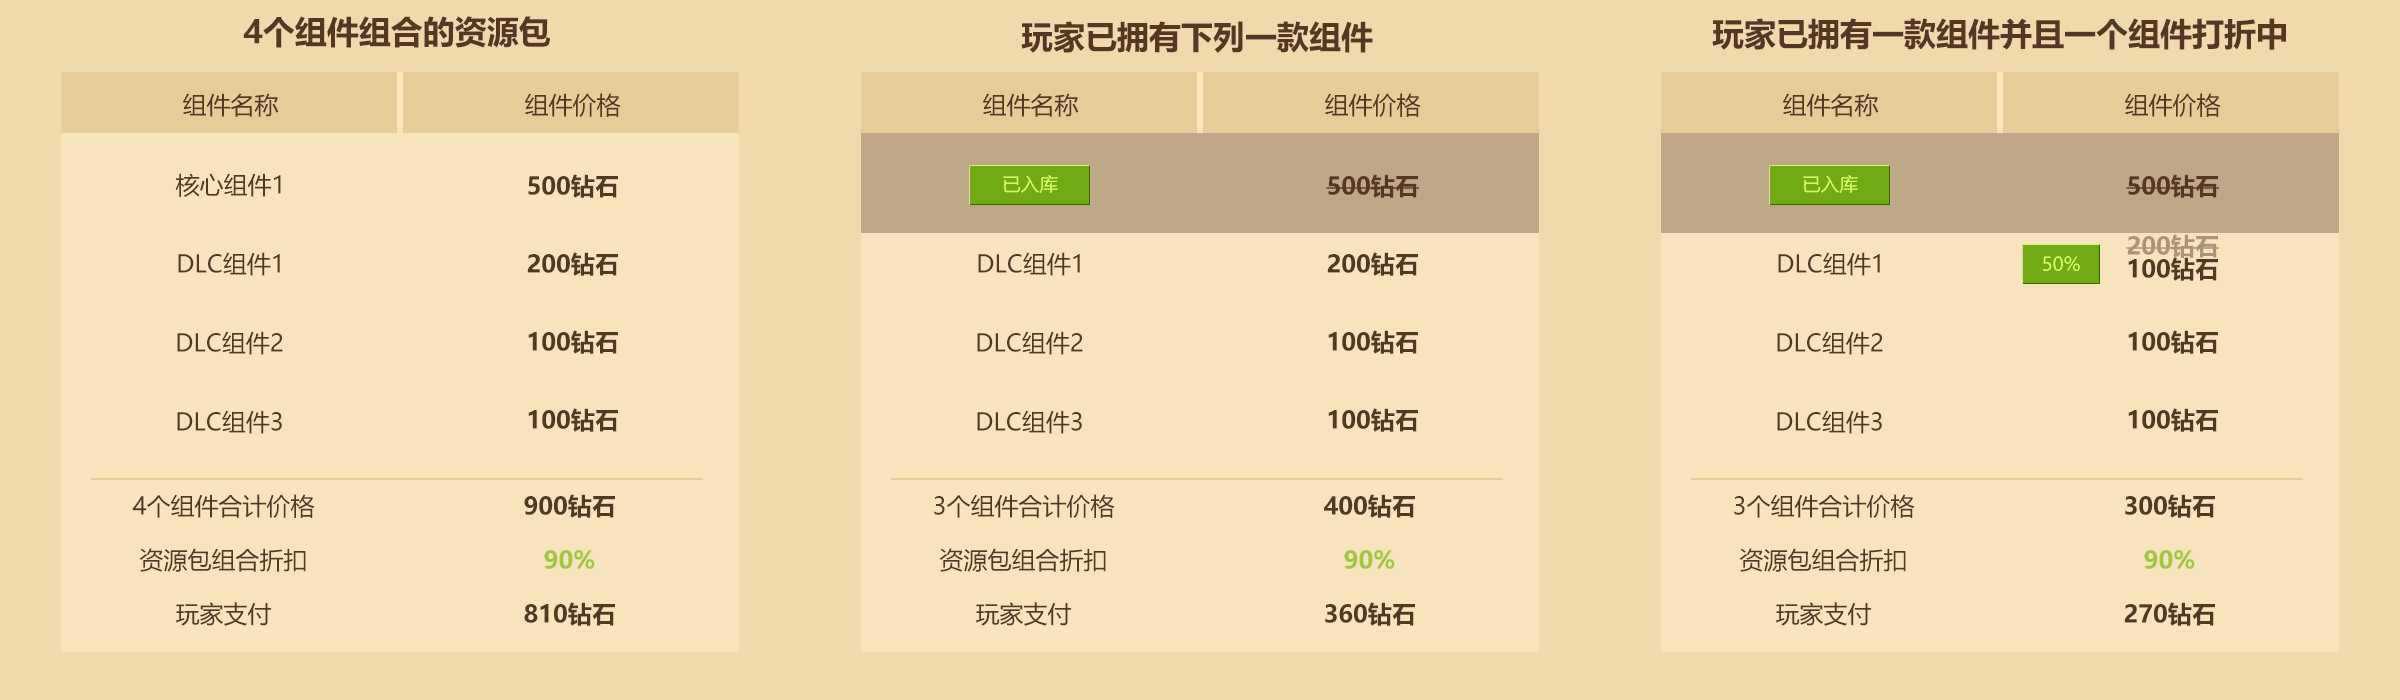 4个组件组合的资源包
组件名称 组件价格
核心组件1 500钻石
DLC组件1 200钻石
DLC组件2 100钻石
DLC组件3 100钻石
4个组件合计价格 900钻石
资源包组合折扣 90%
玩家支付 810钻石
玩家已拥有下列一款组件
组件名称 组件价格
已入库 500钻石
DLC组件1 200钻石
DLC组件2 100钻石
DLC组件3 100钻石
3个组件合计价格 400钻石
资源包组合折扣 90%
玩家支付 360钻石
玩家已拥有一款组件并且一个组件打折中
组件名称 组件价格
已入库 500钻石
200钻石
DLC组件1 50% 100钻石
DLC组件2 100钻石
DLC组件3 100钻石
3个组件合计价格 300钻石
资源包组合折扣 90%
玩家支付 270钻石